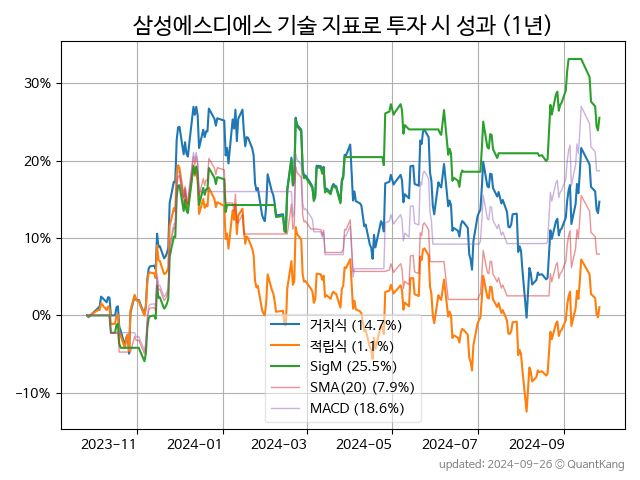 삼성에스디에스 기술 지표로 투자 시 성과 (1년)
30%
20%
10%
0%
−10%
거치식 (14.7%)
적립식 (1.1%)
SigM (25.5%)
SMA(20) (7.9%)
MACD (18.6%)
2023-11
2024-01
2024-03
2024-05
2024-07
2024-09
updated: 2024-09-26 © QuantKang